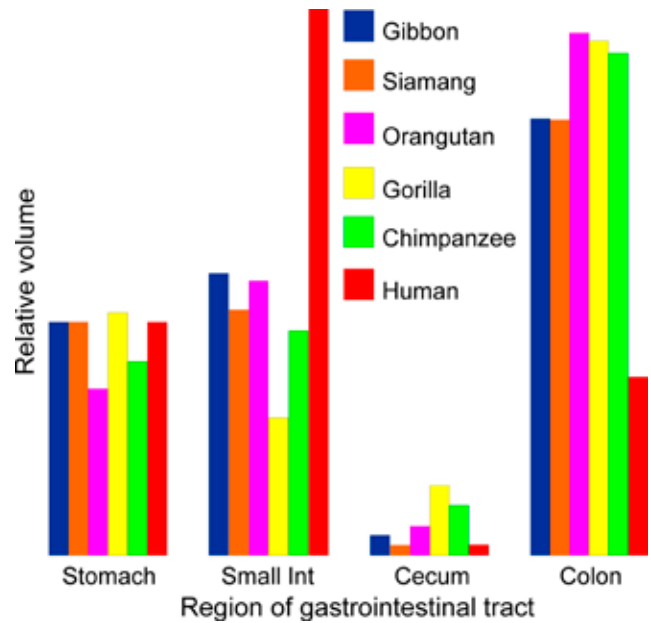 Gibbon
Siamang
Orangutan
Gorilla
Chimpanzee
Human
Relative volume
Stomach Small Int Cecum Colon
Region of gastrointestinal tract